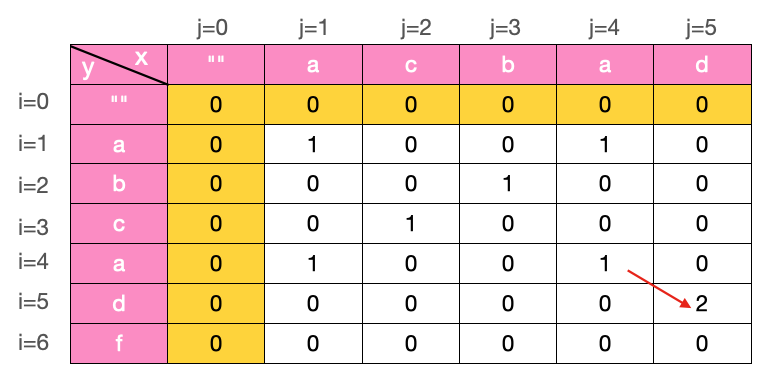 j=0 j=1 j=2 j=3 j=4 j=5
y x "" a c b a d
i=0 "" 0 0 0 0 0 0
i=1 a 0 1 0 0 1 0
i=2 b 0 0 0 1 0 0
i=3 c 0 0 1 0 0 0
i=4 a 0 1 0 0 1 0
i=5 d 0 0 0 0 0 2
i=6 f 0 0 0 0 0 0